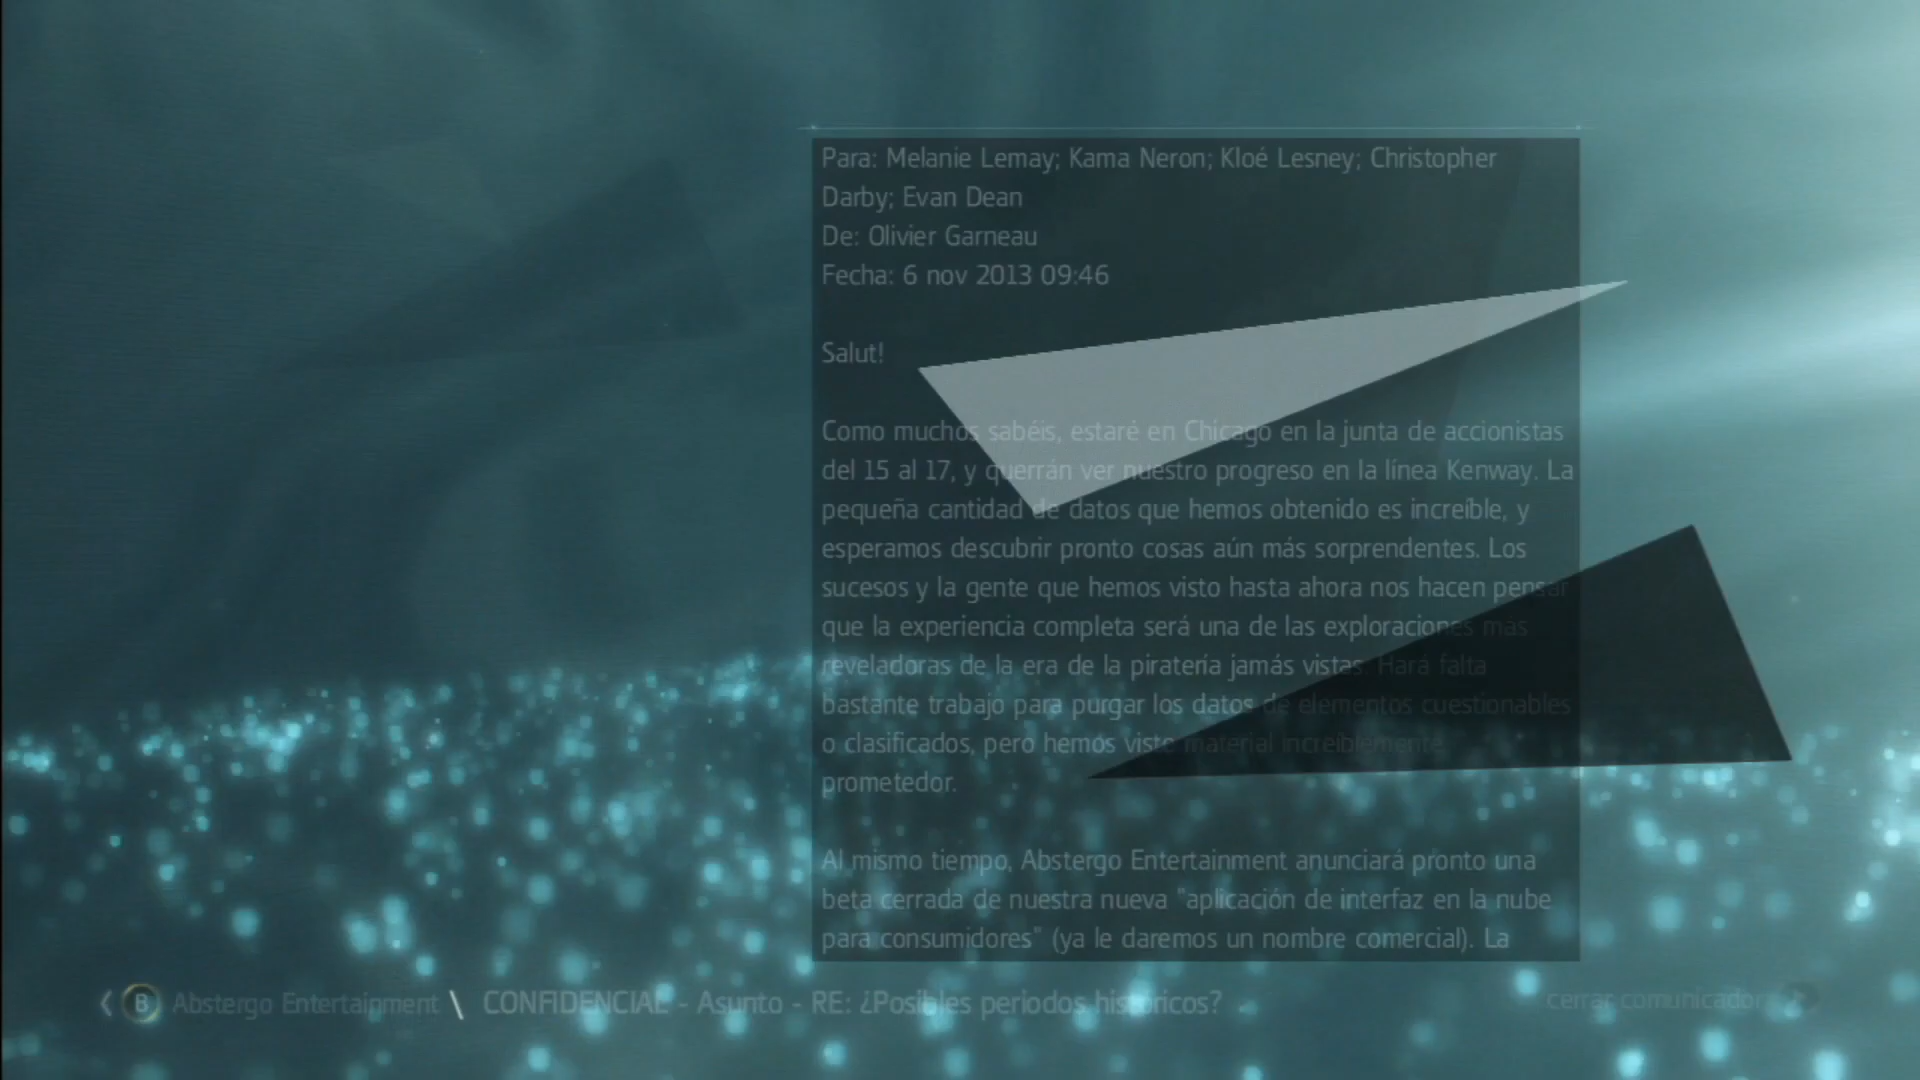 Para: Melanie Lemay; Kama Neron; Kloé Lesney; Christopher
Darby; Evan Dean
De: Olivier Garneau
Fecha: 6 nov 2013 09:46
Salut!
Como muchos sabéis, estaré en Chicago en la junta de accionistas
del 15 al 17, y querrán ver nuestro progreso en la línea Kenway. La
pequeña cantidad de datos que hemos obtenido es increíble, y
esperamos descubrir pronto cosas aún más sorprendentes. Los
sucesos y la gente que hemos visto hasta ahora nos hacen pensar
que la experiencia completa será una de las exploraciones más
reveladoras de la era de la piratería jamás vistas. Hará falta
bastante trabajo para purgar los datos de elementos cuestionables
o clasificados, pero hemos visto material increíblemente
prometedor.
Al mismo tiempo, Abstergo Entertainment anunciará pronto una
beta cerrada de nuestra nueva "aplicación de interfaz en la nube
para consumidores" (ya le daremos un nombre comercial). La
B Abstergo Entertainment \ CONFIDENCIAL - Asunto - RE: ¿Posibles periodos históricos?
cerrar comunicador